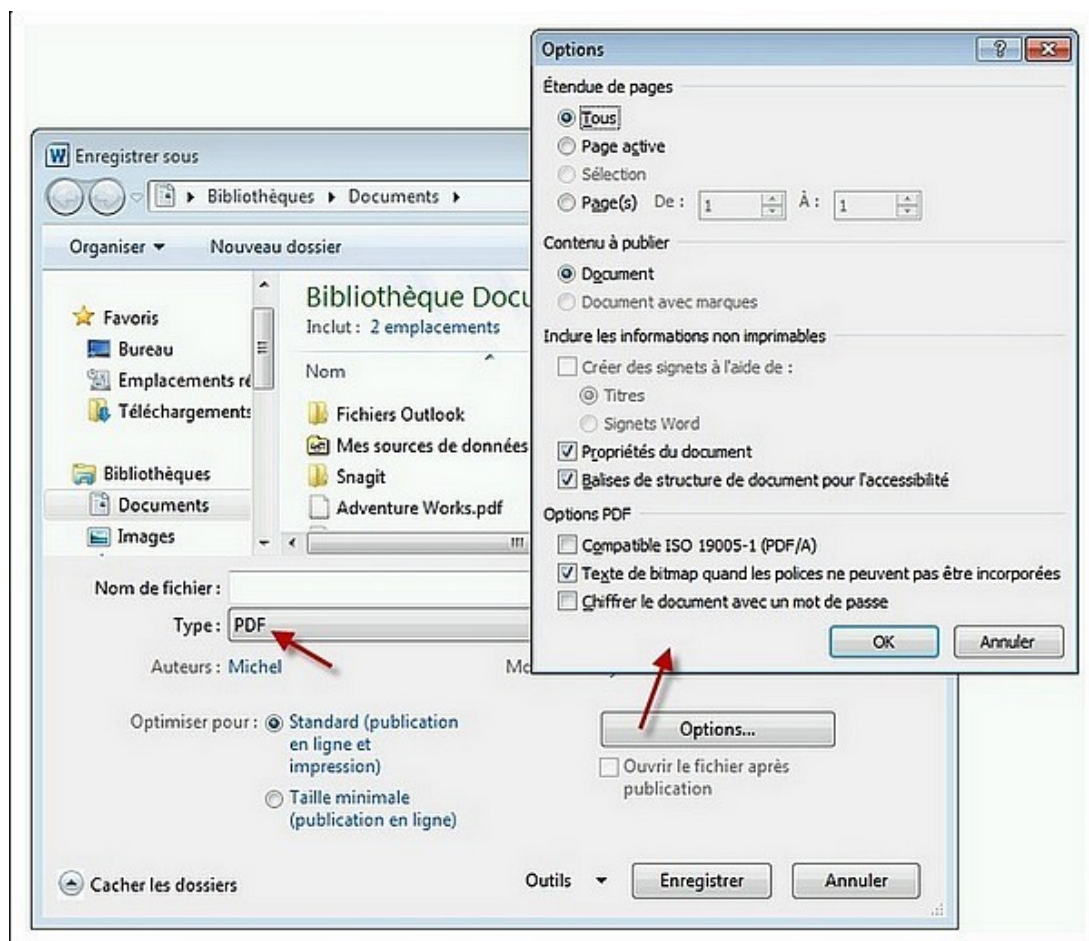 Options
Étendue de pages
Tous
Page active
Sélection
Page(s) De : 1 À : 1
Contenu à publier
Document
Document avec marques
Inclure les informations non imprimables
Créer des signets à l'aide de :
Titres
Signets Word
Propriétés du document
Balises de structure de document pour l'accessibilité
Options PDF
Compatible ISO 19005-1 (PDF/A)
Texte de bitmap quand les polices ne peuvent pas être incorporées
Chiffrer le document avec un mot de passe
OK Annuler
Enregistrer sous
Bibliothèques Documents
Organiser Nouveau dossier
Favoris
Bureau
Emplacements ré
Téléchargements
Bibliothèques
Documents
Images
Bibliothèque Docu
Inclut : 2 emplacements
Nom
Fichiers Outlook
Mes sources de données
Snagit
Adventure Works.pdf
Nom de fichier :
Type : PDF
Auteurs : Michel
Optimiser pour : Standard (publication
en ligne et
impression)
Taille minimale
(publication en ligne)
Options...
Ouvrir le fichier après
publication
Cacher les dossiers
Outils Enregistrer Annuler